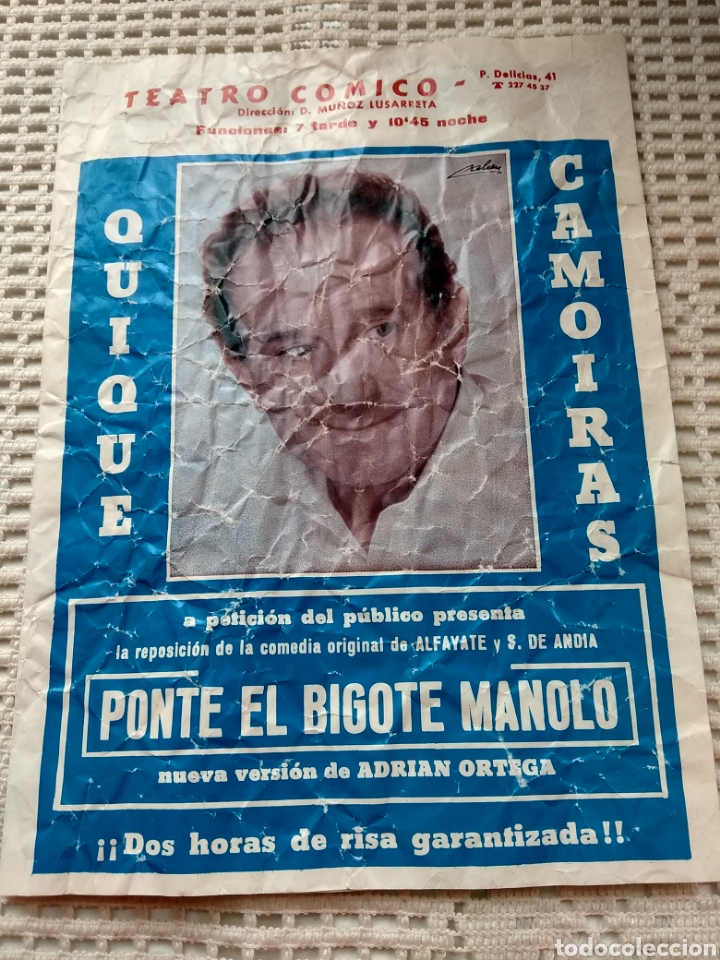 TEATRO COMICO - P. Delicias, 41
☎ 227 45 37
Dirección: D. MUÑOZ LUSARRETA
Funciones: 7 tarde y 10'45 noche
QUIQUE
CAMOIRAS
a petición del público presenta
la reposición de la comedia original de ALFAYATE y S. DE ANDIA
PONTE EL BIGOTE MANOLO
nueva versión de ADRIAN ORTEGA
¡¡Dos horas de risa garantizada!!
todocoleccion